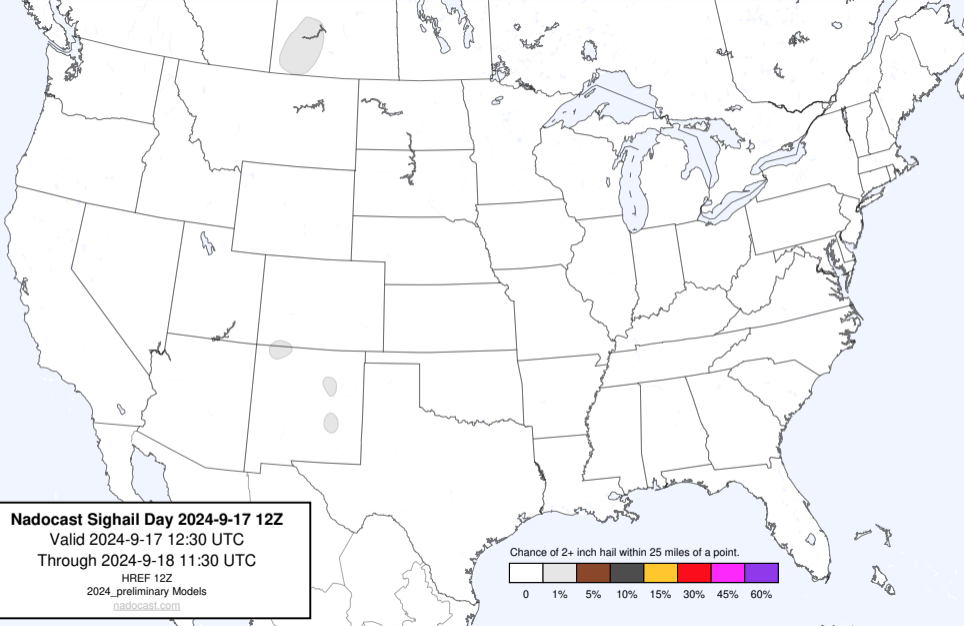 Nadocast Sighail Day 2024-9-17 12Z
Valid 2024-9-17 12:30 UTC
Through 2024-9-18 11:30 UTC
HREF 12Z
2024_preliminary Models
nadocast.com
Chance of 2+ inch hail within 25 miles of a point.
0 1% 5% 10% 15% 30% 45% 60%